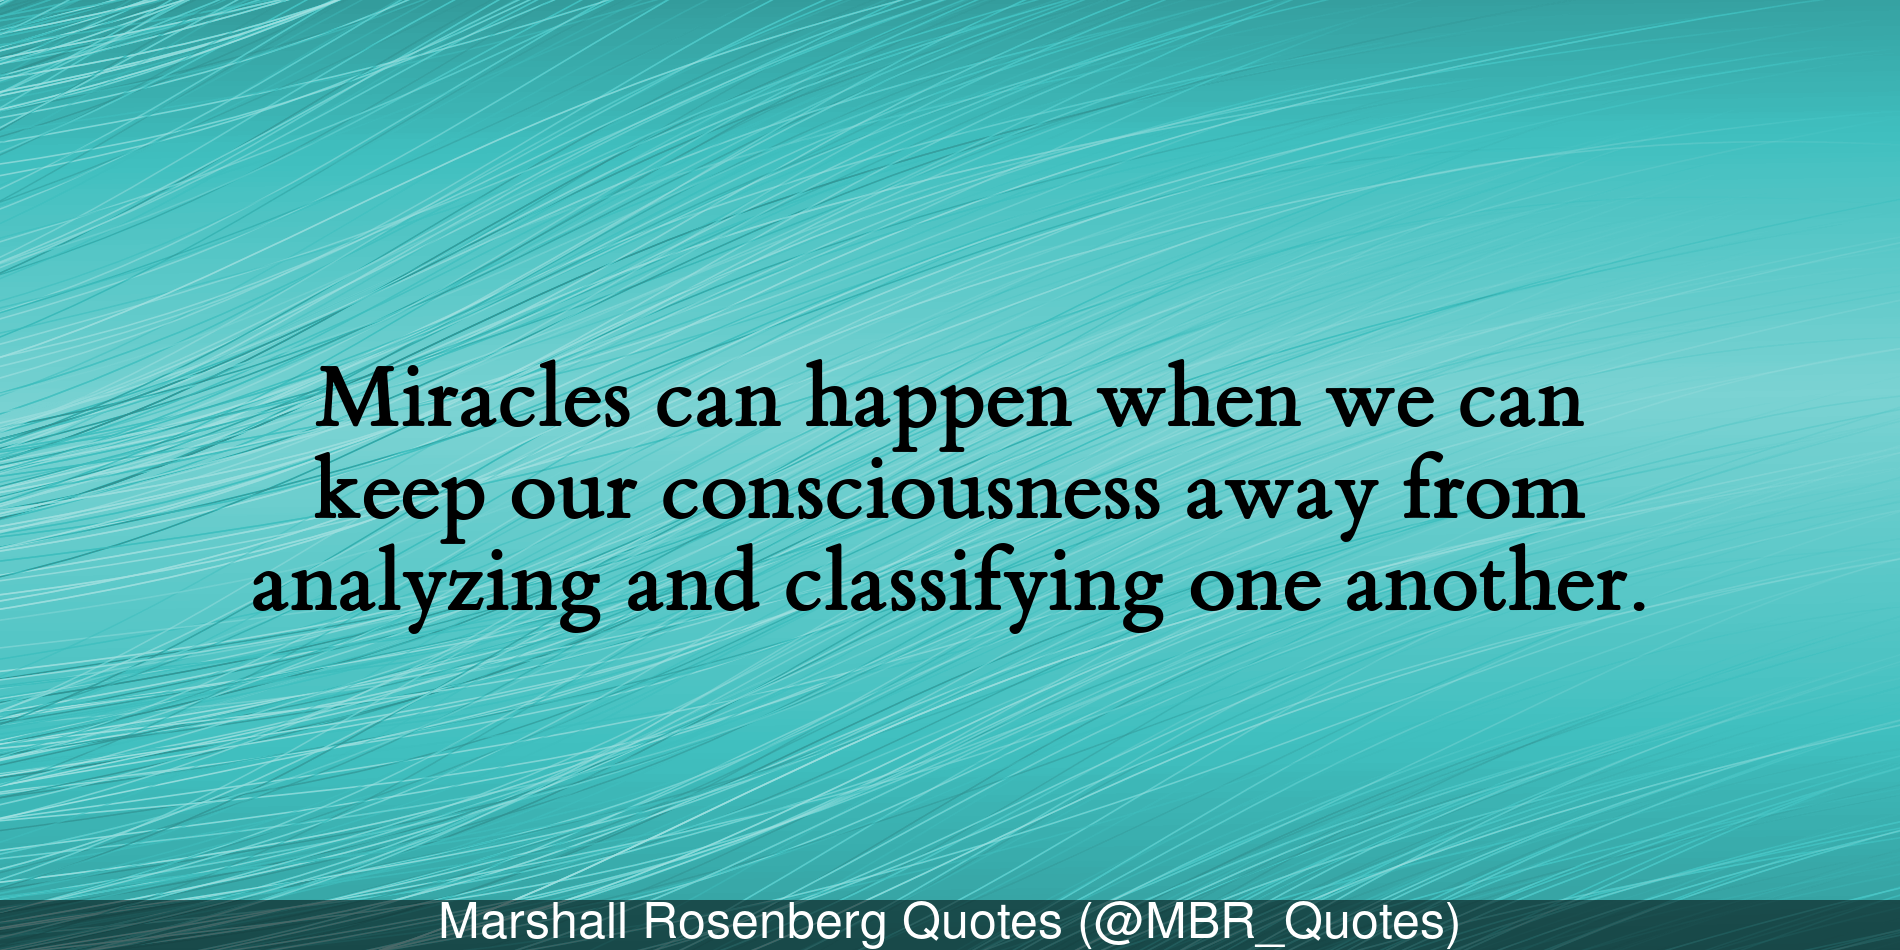 Miracles can happen when we can
keep our consciousness away from
analyzing and classifying one another.
Marshall Rosenberg Quotes (@MBR_Quotes)